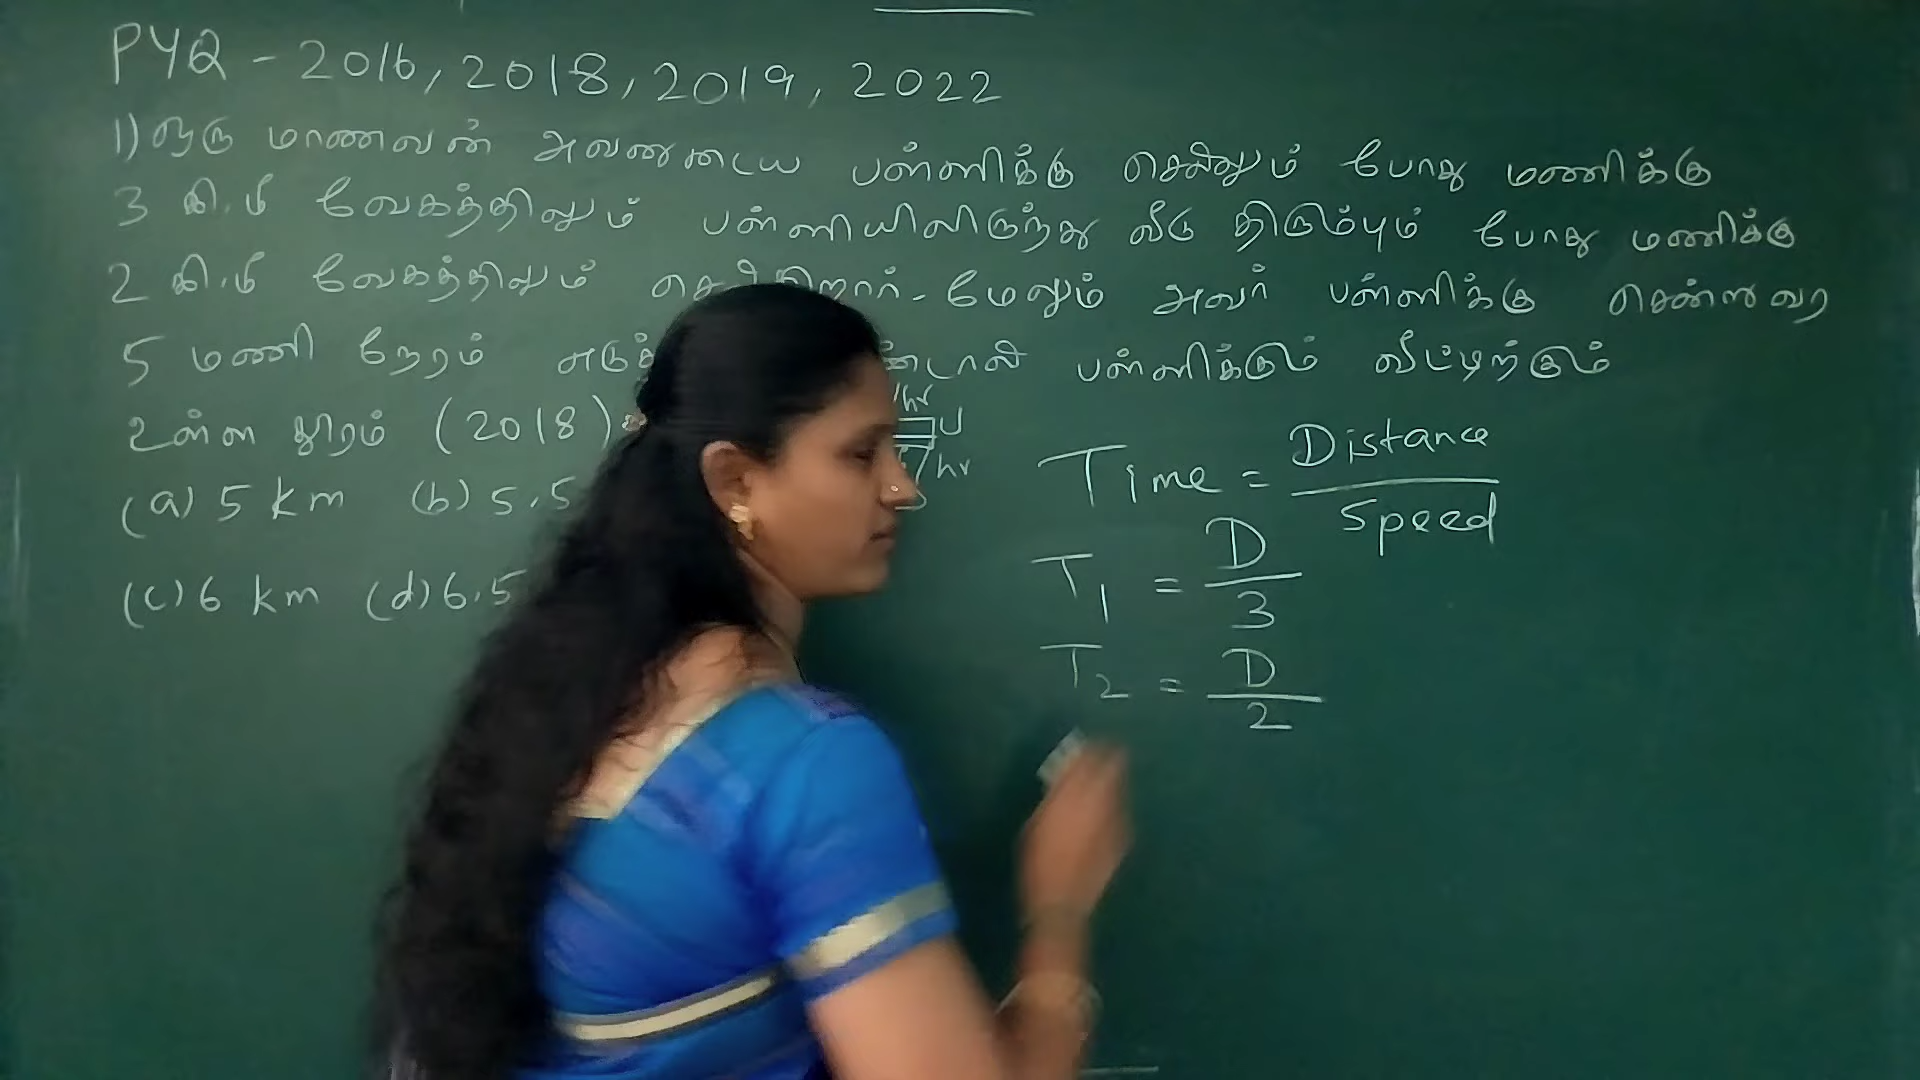 PYQ - 2016, 2018, 2019, 2022
1) ஒரு மாணவன் அவனுடைய பள்ளிக்கு செல்லும் போது மணிக்கு
3 கி.மீ வேகத்திலும் பள்ளியிலிருந்து வீடு திரும்பும் போது மணிக்கு
2 கி.மீ வேகத்திலும் மேலும் அவர் பள்ளிக்கு சென்றுவர
5 மணி நேரம் பள்ளிக்கும் வீட்டிற்கும்
உள்ள தூரம் (2018)
(a) 5 km (b) 5.5
(c) 6 km (d) 6.5
/hr
/hr
Time = Distance / Speed
T1 = D/3
T2 = D/2